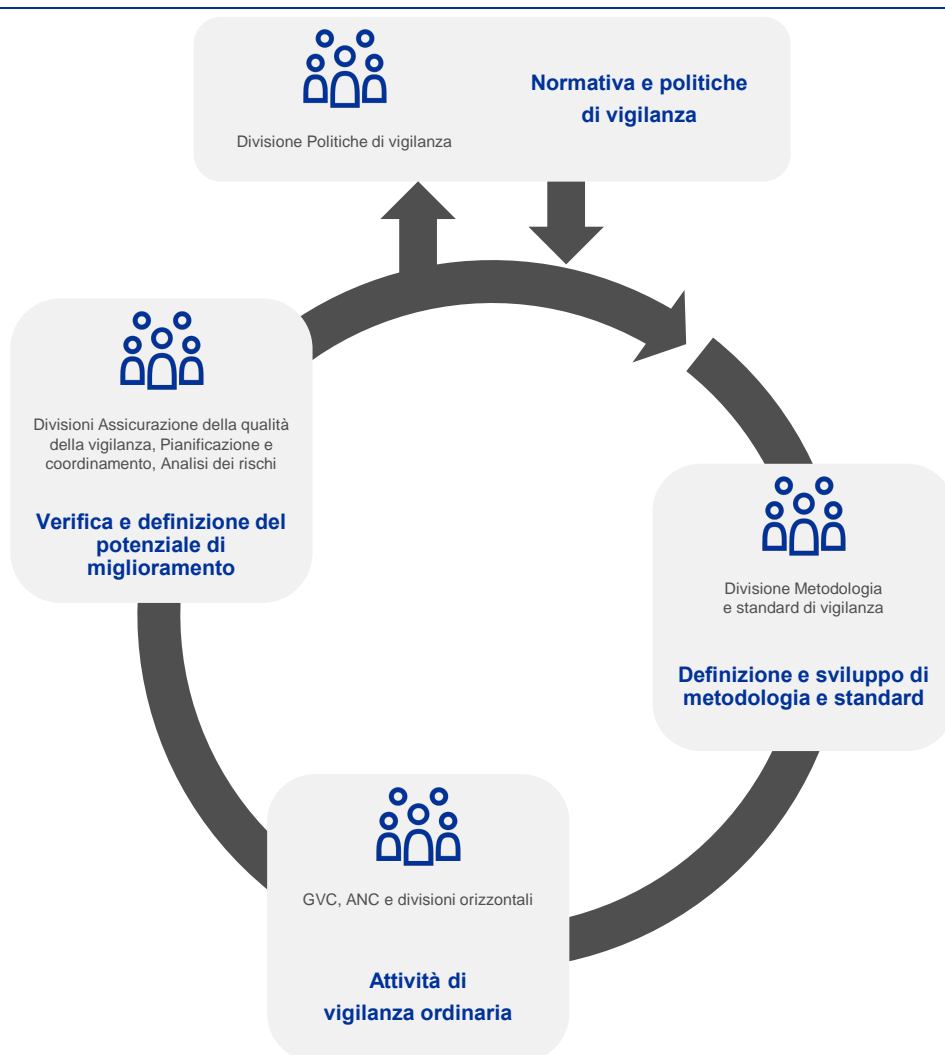 Divisione Politiche di vigilanza
Normativa e politiche
di vigilanza
Divisioni Assicurazione della qualità
della vigilanza, Pianificazione e
coordinamento, Analisi dei rischi
Verifica e definizione del
potenziale di
miglioramento
Divisione Metodologia
e standard di vigilanza
Definizione e sviluppo di
metodologia e standard
GVC, ANC e divisioni orizzontali
Attività di
vigilanza ordinaria